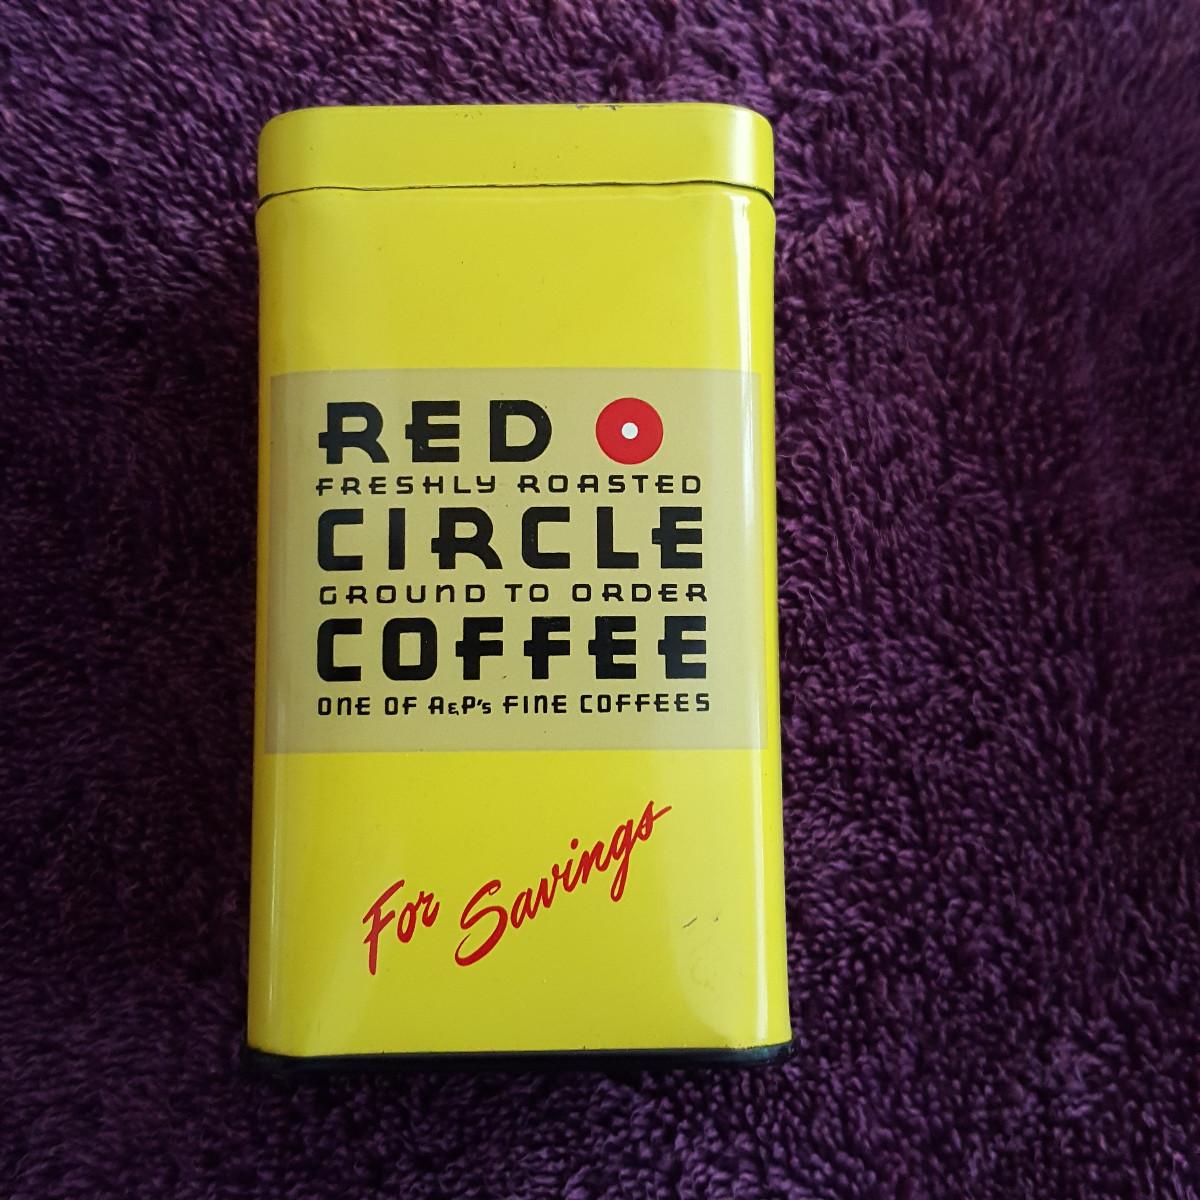 RED
FRESHLY ROASTED
CIRCLE
GROUND TO ORDER
COFFEE
ONE OF A&P's FINE COFFEES
For Savings